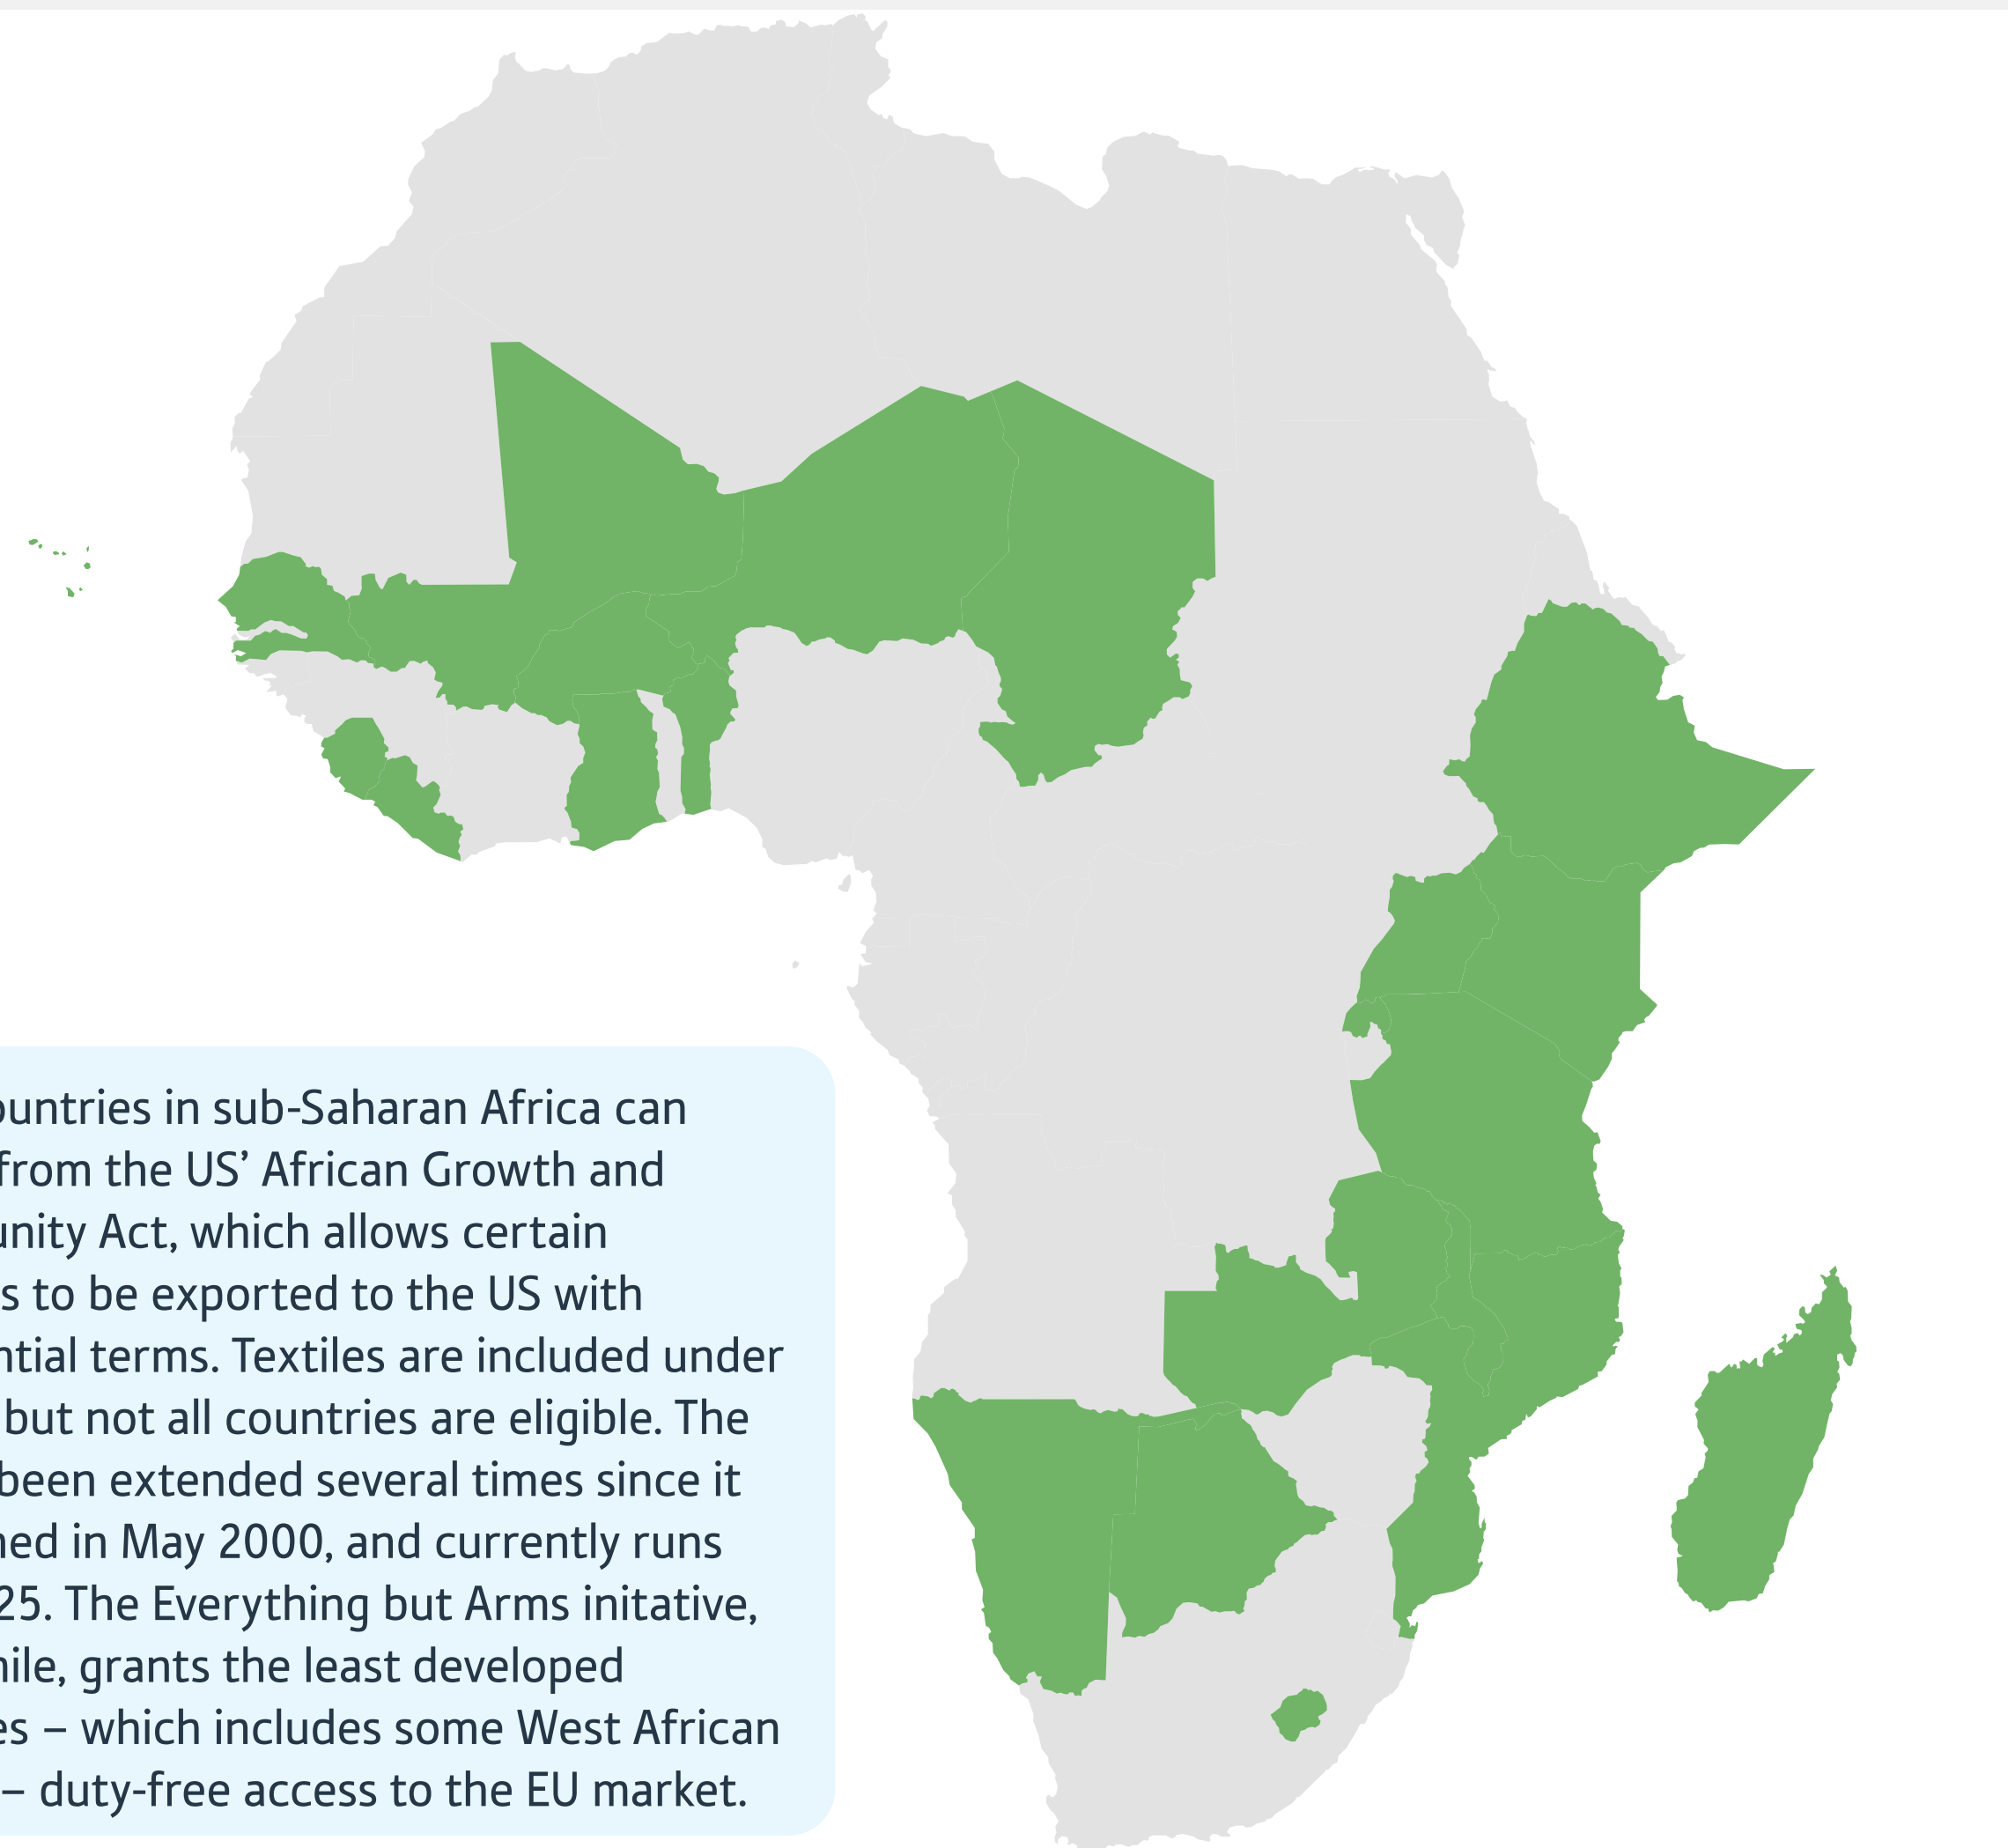 ountries in sub-Saharan Africa can
from the US’ African Growth and
unity Act, which allows certain
s to be exported to the US with
ntial terms. Textiles are included under
but not all countries are eligible. The
been extended several times since it
ned in May 2000, and currently runs
25. The Everything but Arms initative,
ile, grants the least developed
es – which includes some West African
– duty-free access to the EU market.